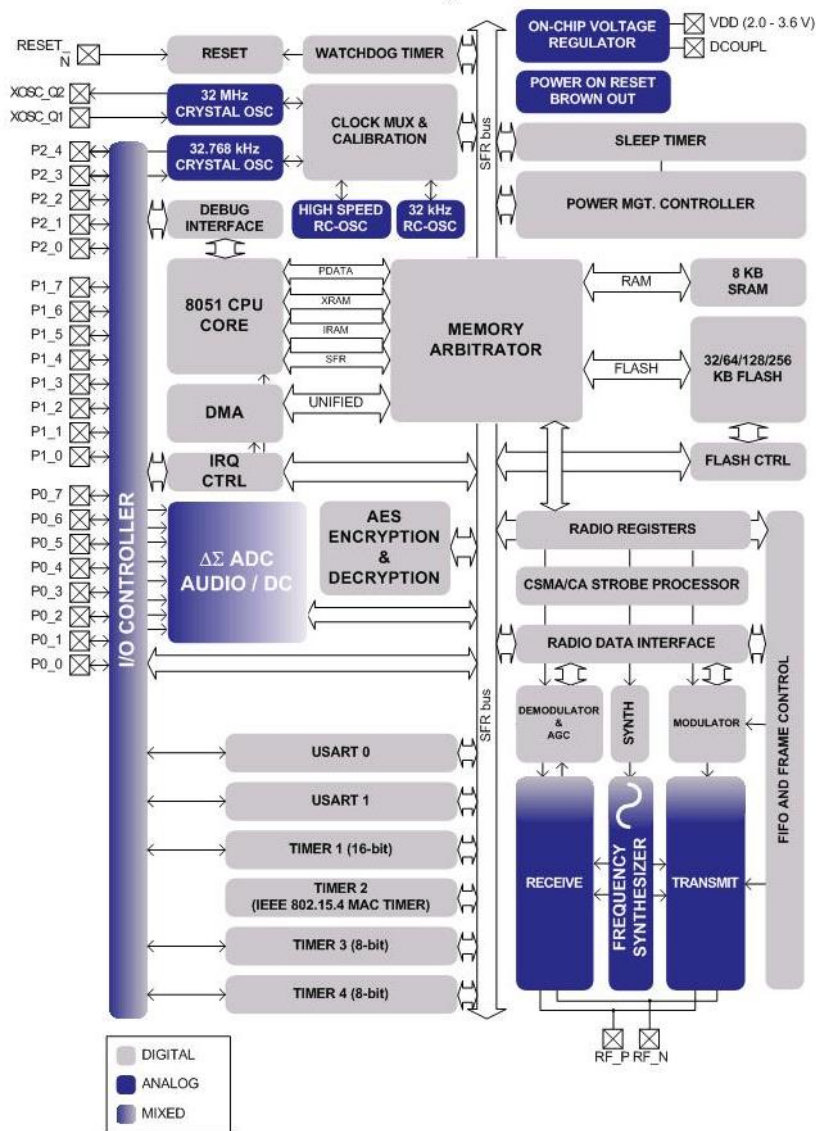 RESET_
N
XOSC_Q2
XOSC_Q1
P2_4
P2_3
P2_2
P2_1
P2_0
P1_7
P1_6
P1_5
P1_4
P1_3
P1_2
P1_1
P1_0
P0_7
P0_6
P0_5
P0_4
P0_3
P0_2
P0_1
P0_0
I/O CONTROLLER
RESET
WATCHDOG TIMER
32 MHz
CRYSTAL OSC
32.768 kHz
CRYSTAL OSC
CLOCK MUX &
CALIBRATION
DEBUG
INTERFACE
HIGH SPEED
RC-OSC
32 kHz
RC-OSC
8051 CPU
CORE
PDATA
XRAM
IRAM
SFR
DMA
UNIFIED
IRQ
CTRL
MEMORY
ARBITRATOR
ΔΣ ADC
AUDIO / DC
AES
ENCRYPTION
&
DECRYPTION
USART 0
USART 1
TIMER 1 (16-bit)
TIMER 2
(IEEE 802.15.4 MAC TIMER)
TIMER 3 (8-bit)
TIMER 4 (8-bit)
SFR bus
SFR bus
ON-CHIP VOLTAGE
REGULATOR
VDD (2.0 - 3.6 V)
DCOUPL
POWER ON RESET
BROWN OUT
SLEEP TIMER
POWER MGT. CONTROLLER
RAM
8 KB
SRAM
FLASH
32/64/128/256
KB FLASH
FLASH CTRL
RADIO REGISTERS
CSMA/CA STROBE PROCESSOR
RADIO DATA INTERFACE
DEMODULATOR
&
AGC
SYNTH
MODULATOR
RECEIVE
FREQUENCY
SYNTHESIZER
TRANSMIT
FIFO AND FRAME CONTROL
RF_P
RF_N
DIGITAL
ANALOG
MIXED